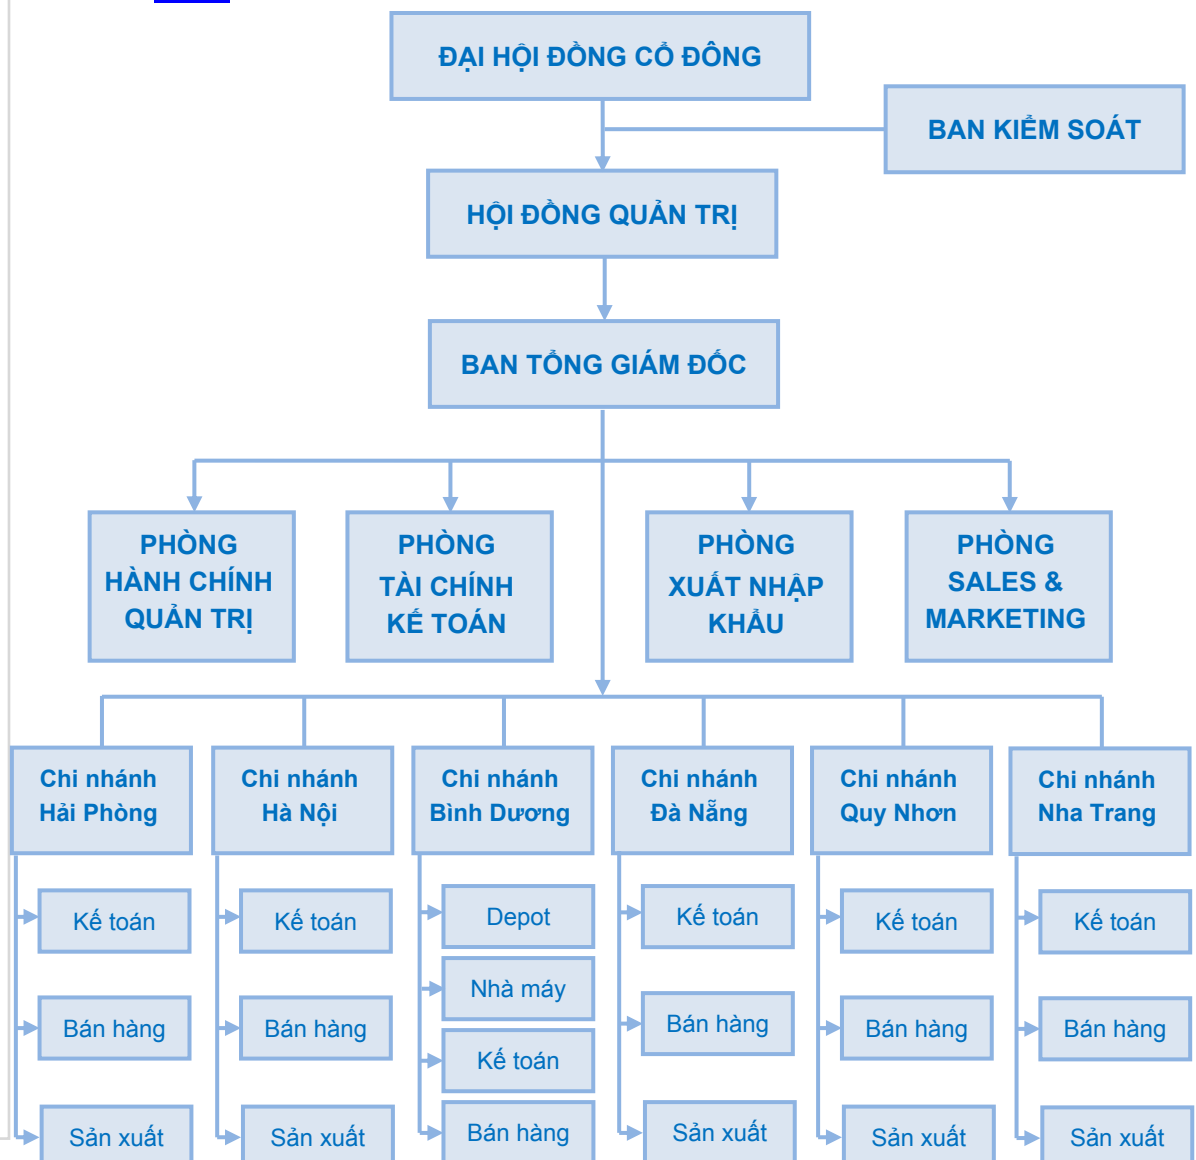 ĐẠI HỘI ĐỒNG CỔ ĐÔNG
BAN KIỂM SOÁT
HỘI ĐỒNG QUẢN TRỊ
BAN TỔNG GIÁM ĐỐC
PHÒNG
HÀNH CHÍNH
QUẢN TRỊ
PHÒNG
TÀI CHÍNH
KẾ TOÁN
PHÒNG
XUẤT NHẬP
KHẨU
PHÒNG
SALES &
MARKETING
Chi nhánh
Hải Phòng
Chi nhánh
Hà Nội
Chi nhánh
Bình Dương
Chi nhánh
Đà Nẵng
Chi nhánh
Quy Nhơn
Chi nhánh
Nha Trang
Kế toán
Bán hàng
Sản xuất
Kế toán
Bán hàng
Sản xuất
Depot
Nhà máy
Kế toán
Bán hàng
Kế toán
Bán hàng
Sản xuất
Kế toán
Bán hàng
Sản xuất
Kế toán
Bán hàng
Sản xuất